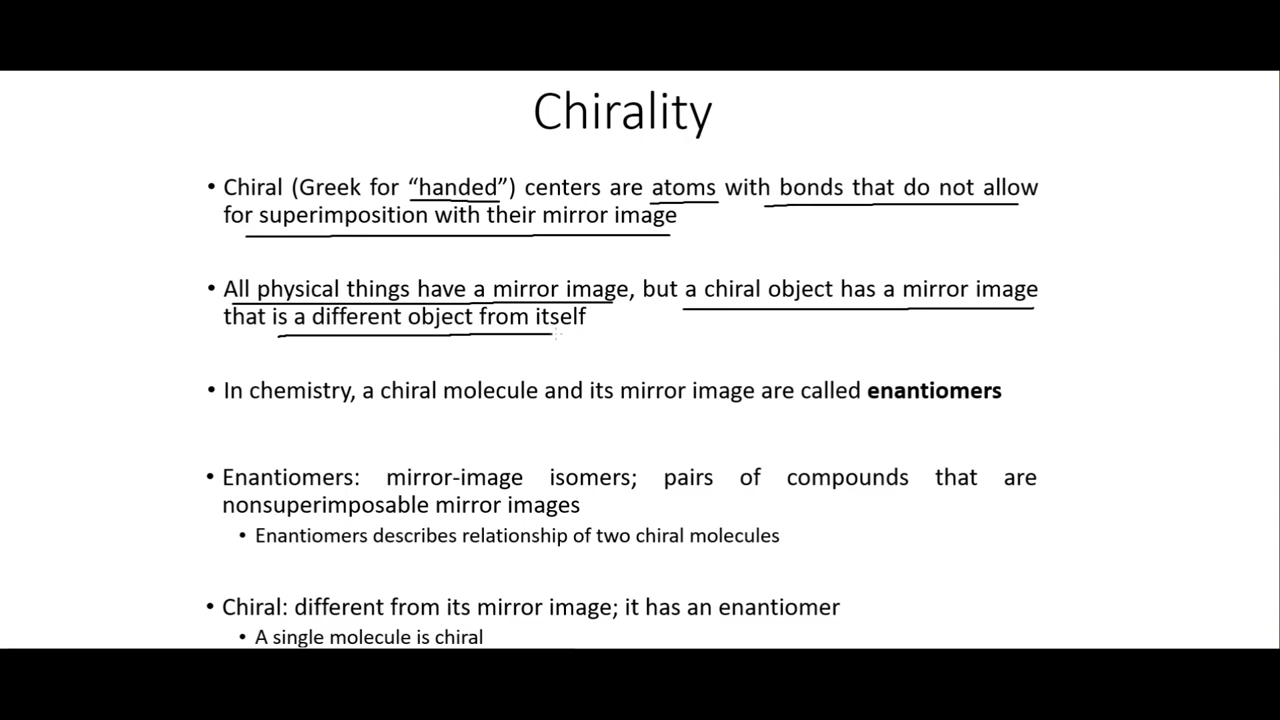 Chirality
• Chiral (Greek for “handed”) centers are atoms with bonds that do not allow
for superimposition with their mirror image
• All physical things have a mirror image, but a chiral object has a mirror image
that is a different object from itself
• In chemistry, a chiral molecule and its mirror image are called enantiomers
• Enantiomers: mirror-image isomers; pairs of compounds that are
nonsuperimposable mirror images
• Enantiomers describes relationship of two chiral molecules
• Chiral: different from its mirror image; it has an enantiomer
• A single molecule is chiral